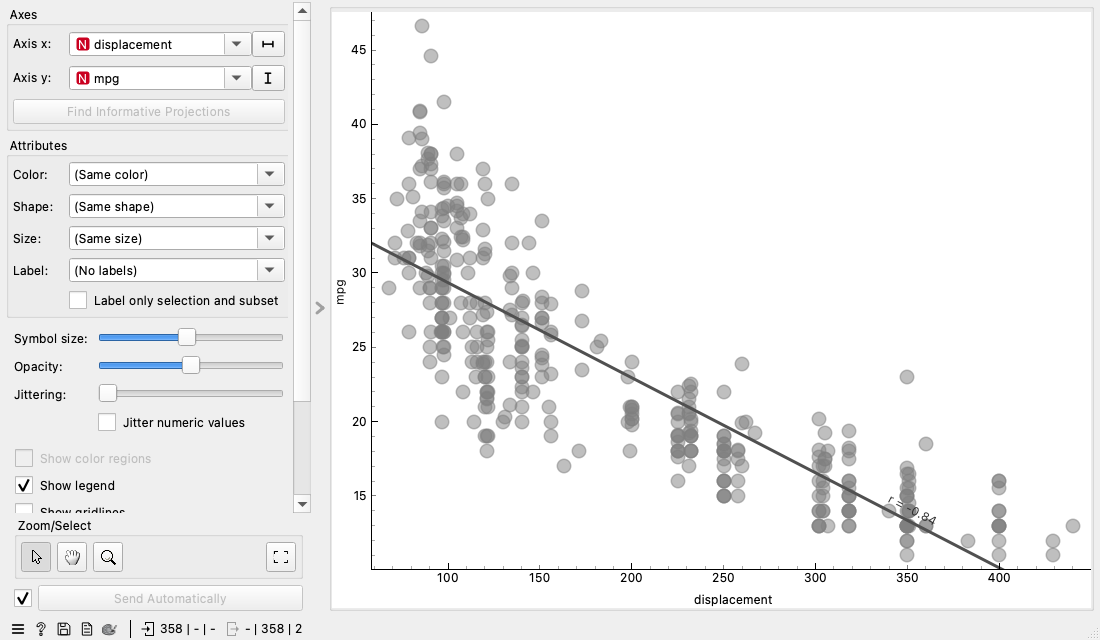 Axes
Axis x: N displacement
Axis y: N mpg
Find Informative Projections
Attributes
Color: (Same color)
Shape: (Same shape)
Size: (Same size)
Label: (No labels)
Label only selection and subset
Symbol size:
Opacity:
Jittering:
Jitter numeric values
Show color regions
Show legend
Show gridlines
Zoom/Select
Send Automatically
? 358 | - | - - | 358 | 2
45
40
35
30
25
20
15
mpg
r = -0.84
100 150 200 250 300 350 400
displacement